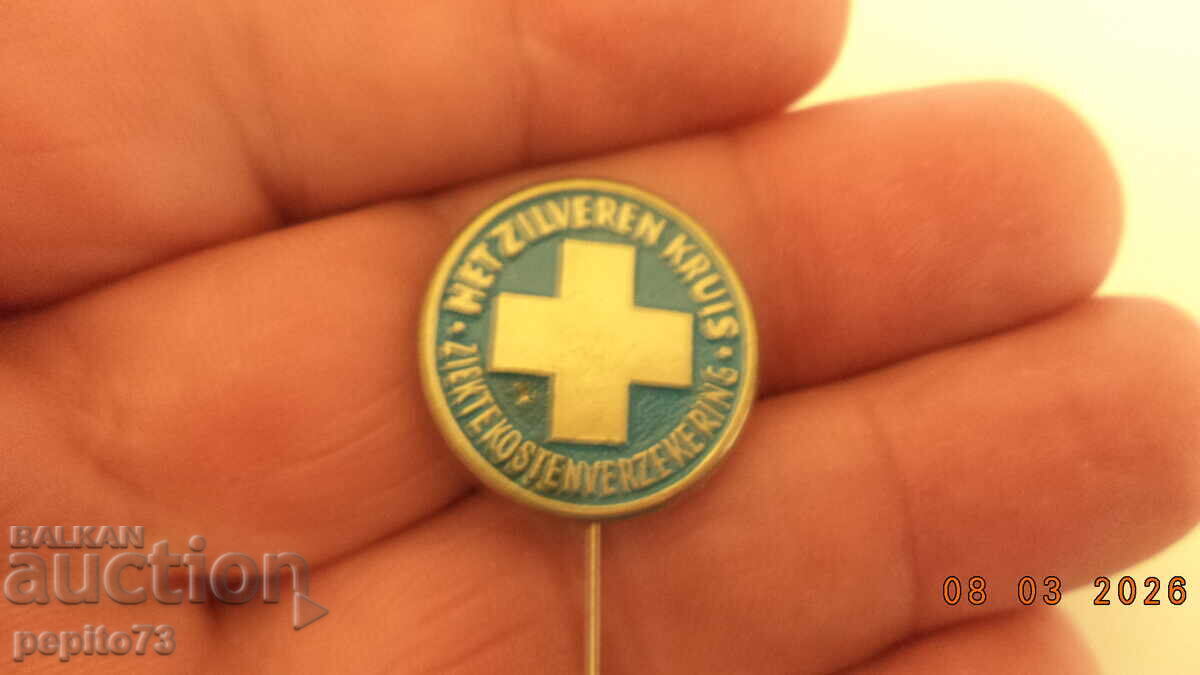 HET ZILVEREN KRUIS
• ZIEKTEKOSTENVERZEKERING •
BALKAN
auction
pepito73
08 03 2026